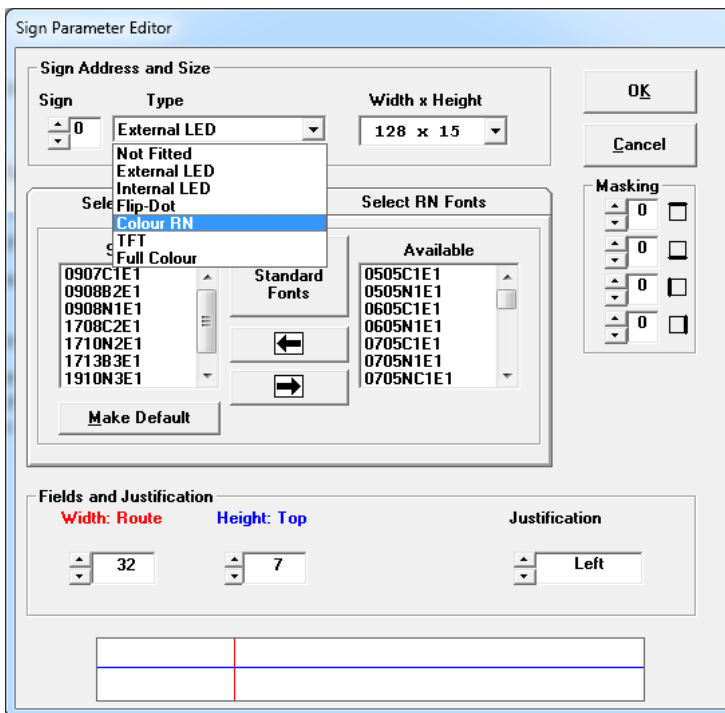 Sign Parameter Editor
Sign Address and Size
Sign Type Width x Height
0 External LED 128 x 15
OK
Cancel
Not Fitted
External LED
Internal LED
Flip-Dot
Colour RN
TFT
Full Colour
Sele
Select RN Fonts
S
0907C1E1
0908B2E1
0908N1E1
1708C2E1
1710N2E1
1713B3E1
1910N3E1
Make Default
Standard
Fonts
Available
0505C1E1
0505N1E1
0605C1E1
0605N1E1
0705C1E1
0705N1E1
0705NC1E1
Masking
0
0
0
0
Fields and Justification
Width: Route Height: Top Justification
32 7 Left